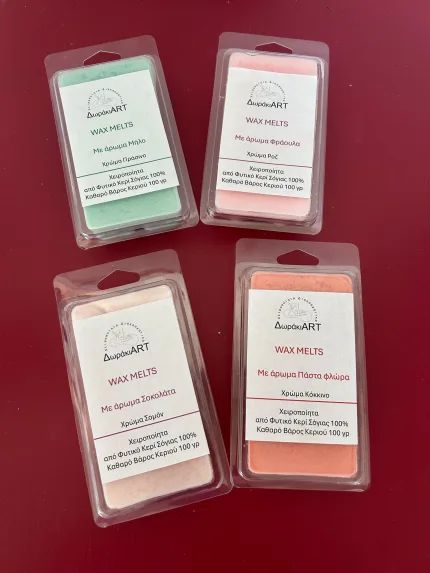 ΔωράκιART
WAX MELTS
Με άρωμα Μήλο
Χρώμα Πράσινο
Χειροποίητα
από Φυτικό Κερί Σόγιας 100%
Καθαρό Βάρος Κεριού 100 γρ
ΔωράκιART
WAX MELTS
Με άρωμα Φράουλα
Χρώμα Ροζ
Χειροποίητα
από Φυτικό Κερί Σόγιας 100%
Καθαρό Βάρος Κεριού 100 γρ
ΔωράκιART
WAX MELTS
Με άρωμα Σοκολάτα
Χρώμα Σομόν
Χειροποίητα
από Φυτικό Κερί Σόγιας 100%
Καθαρό Βάρος Κεριού 100 γρ
ΔωράκιART
WAX MELTS
Με άρωμα Πάστα φλώρα
Χρώμα Κόκκινο
Χειροποίητα
από Φυτικό Κερί Σόγιας 100%
Καθαρό Βάρος Κεριού 100 γρ